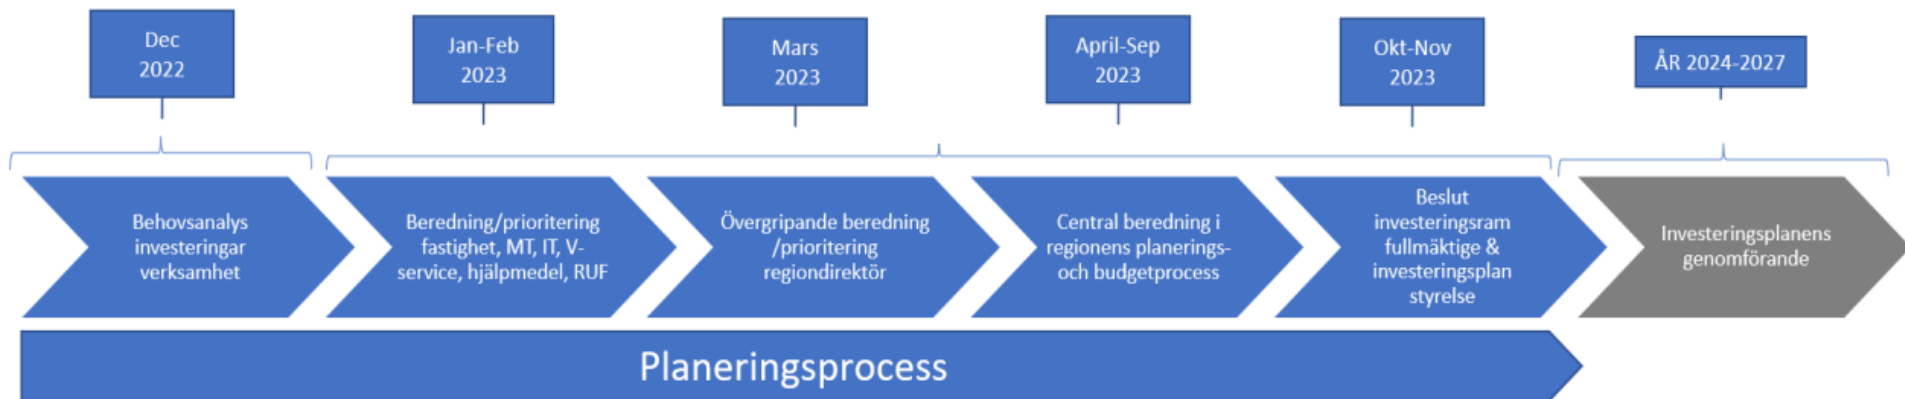 Dec
2022
Jan-Feb
2023
Mars
2023
April-Sep
2023
Okt-Nov
2023
ÅR 2024-2027
Behovsanalys
investeringar
verksamhet
Beredning/prioritering
fastighet, MT, IT, V-
service, hjälpmedel, RUF
Övergripande beredning
/prioritering
regiondirektör
Central beredning i
regionens planerings-
och budgetprocess
Beslut
investeringsram
fullmäktige &
investeringsplan
styrelse
Investeringsplanens
genomförande
Planeringsprocess